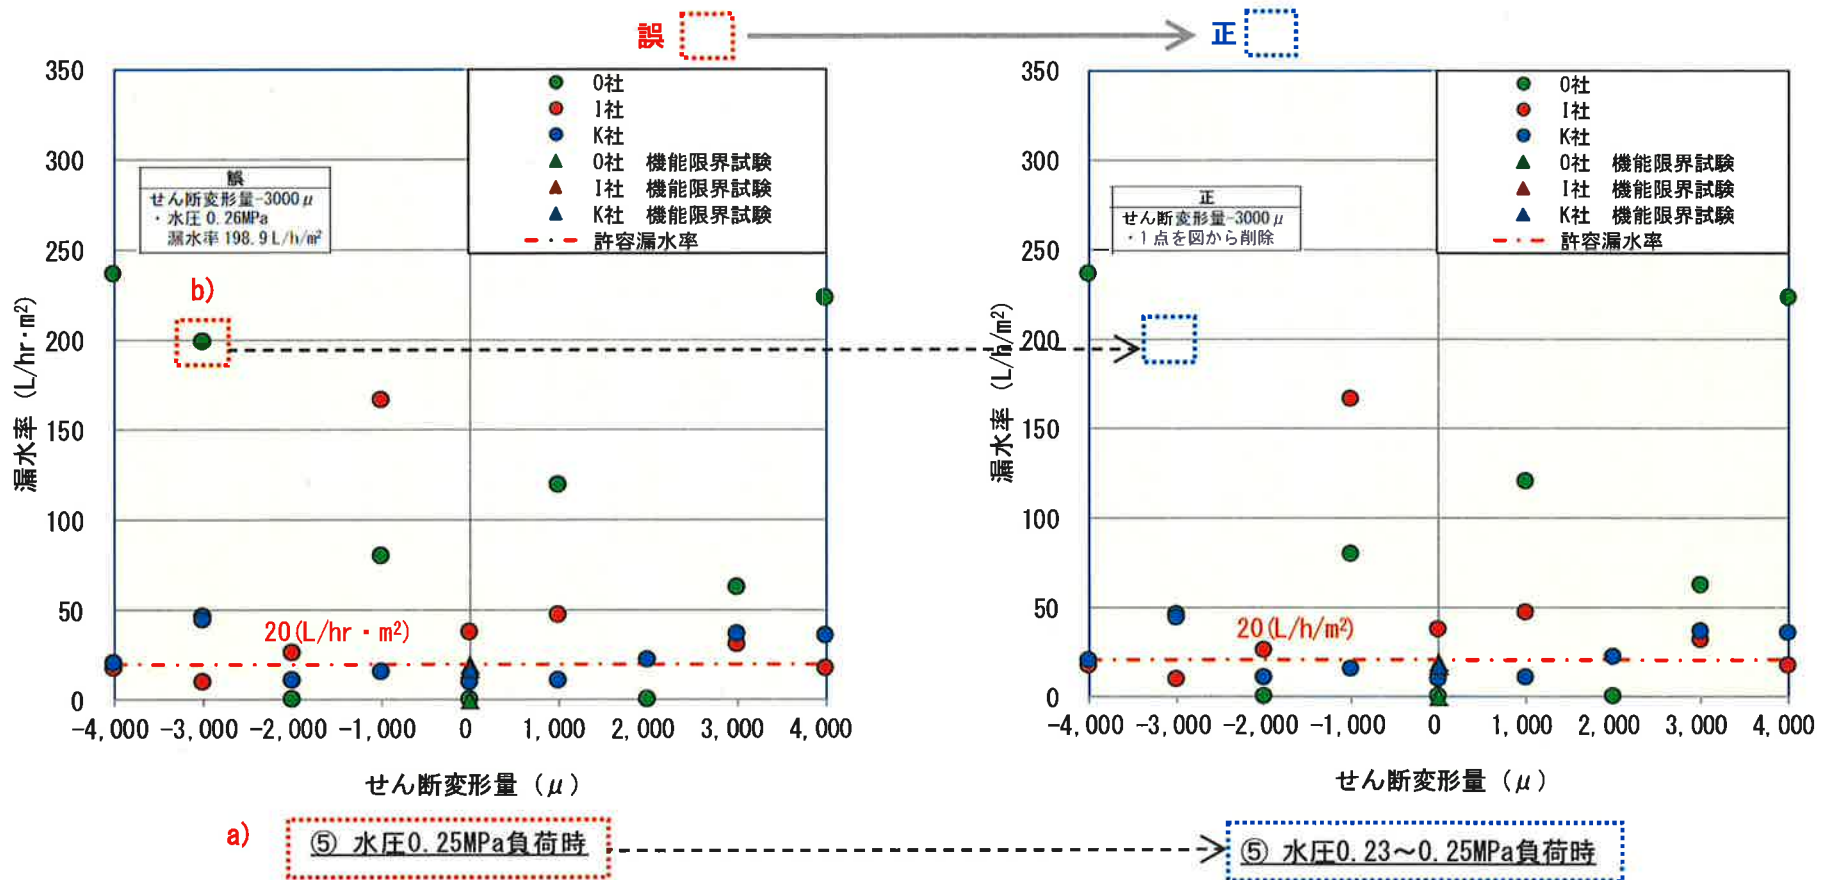 誤
正
350
300
250
200
150
100
50
0
漏水率 (L/hr・m²)
O社
I社
K社
O社 機能限界試験
I社 機能限界試験
K社 機能限界試験
許容漏水率
誤
せん断変形量-3000μ
・水圧0.26MPa
漏水率198.9L/h/m²
b)
20(L/hr・m²)
-4,000 -3,000 -2,000 -1,000 0 1,000 2,000 3,000 4,000
せん断変形量(μ)
a)
⑤ 水圧0.25MPa負荷時
350
300
250
200
150
100
50
0
漏水率 (L/h/m²)
O社
I社
K社
O社 機能限界試験
I社 機能限界試験
K社 機能限界試験
許容漏水率
正
せん断変形量-3000μ
・1点を図から削除
20(L/h/m²)
-4,000 -3,000 -2,000 -1,000 0 1,000 2,000 3,000 4,000
せん断変形量(μ)
⑤ 水圧0.23～0.25MPa負荷時